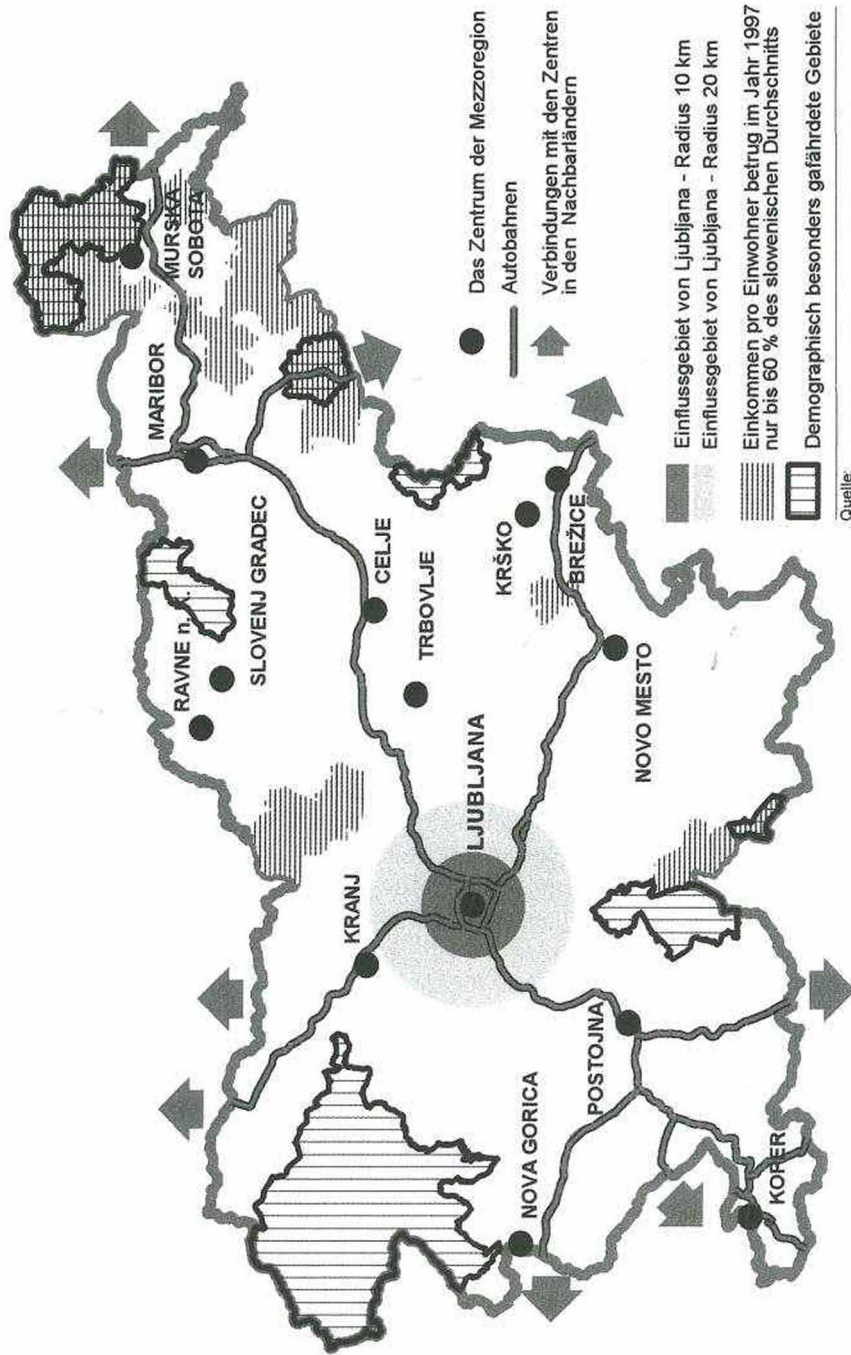 MURSKA
SOBOTA
MARIBOR
RAVNE n.
SLOVENJ GRADEC
CELJE
TRBOVLJE
KRŠKO
BREŽICE
LJUBLJANA
NOVO MESTO
KRANJ
POSTOJNA
NOVA GORICA
KOPER
Das Zentrum der Mezzoregion
Autobahnen
Verbindungen mit den Zentren
in den Nachbarländern
Einflussgebiet von Ljubljana - Radius 10 km
Einflussgebiet von Ljubljana - Radius 20 km
Einkommen pro Einwohner betrug im Jahr 1997
nur bis 60 % des slowenischen Durchschnitts
Demographisch besonders gafährdete Gebiete
Quelle: